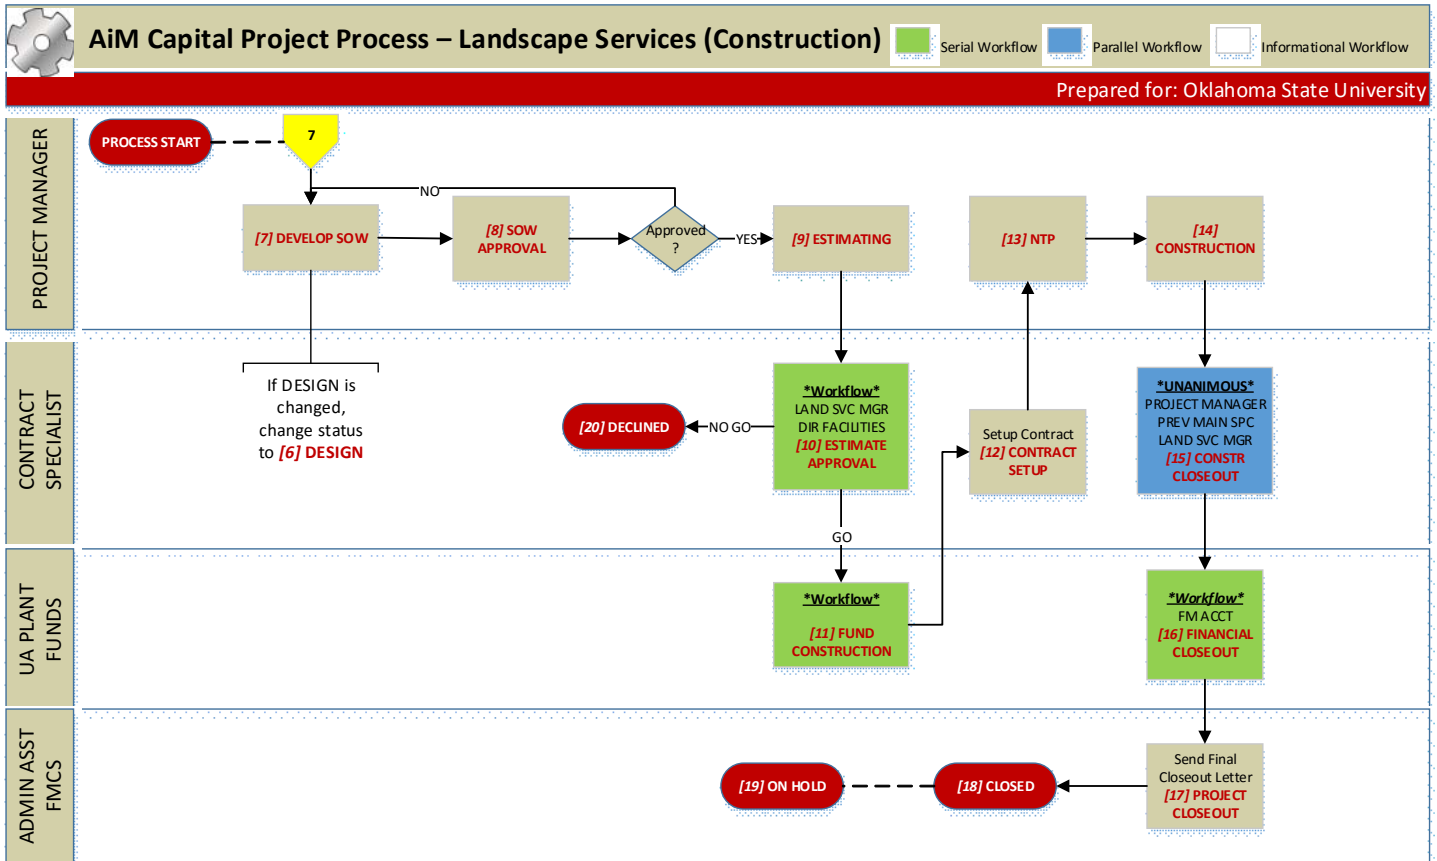 AiM Capital Project Process – Landscape Services (Construction)
Serial Workflow
Parallel Workflow
Informational Workflow
Prepared for: Oklahoma State University
PROJECT MANAGER
PROCESS START
7
NO
[7] DEVELOP SOW
[8] SOW
APPROVAL
Approved
?
YES
[9] ESTIMATING
[13] NTP
[14]
CONSTRUCTION
CONTRACT
SPECIALIST
If DESIGN is
changed,
change status
to [6] DESIGN
[20] DECLINED
NO GO
*Workflow*
LAND SVC MGR
DIR FACILITIES
[10] ESTIMATE
APPROVAL
GO
Setup Contract
[12] CONTRACT
SETUP
*UNANIMOUS*
PROJECT MANAGER
PREV MAIN SPC
LAND SVC MGR
[15] CONSTR
CLOSEOUT
UA PLANT
FUNDS
*Workflow*
[11] FUND
CONSTRUCTION
*Workflow*
FM ACCT
[16] FINANCIAL
CLOSEOUT
ADMIN ASST
FMCS
[19] ON HOLD
[18] CLOSED
Send Final
Closeout Letter
[17] PROJECT
CLOSEOUT